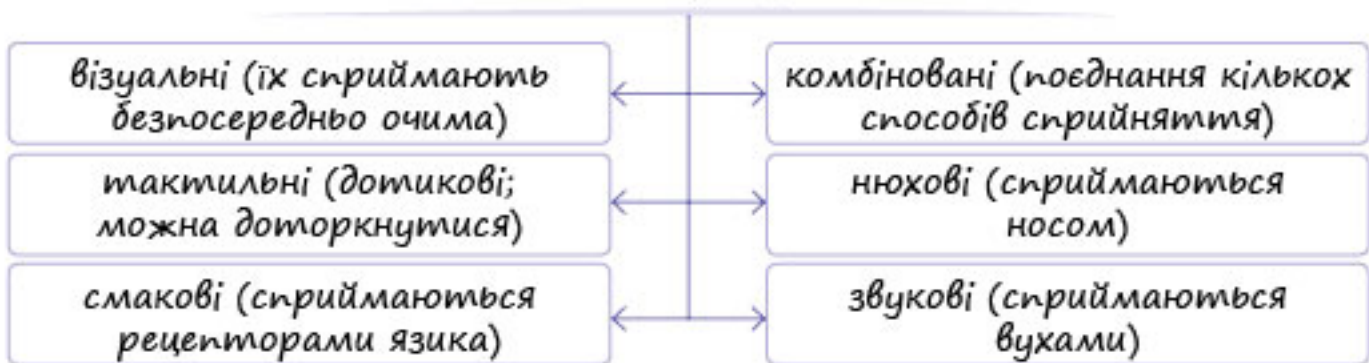 візуальні (їх сприймають
безпосередньо очима)
комбіновані (поєднання кількох
способів сприйняття)
тактильні (дотикові;
можна доторкнутися)
нюхові (сприймаються
носом)
смакові (сприймаються
рецепторами язика)
звукові (сприймаються
вухами)